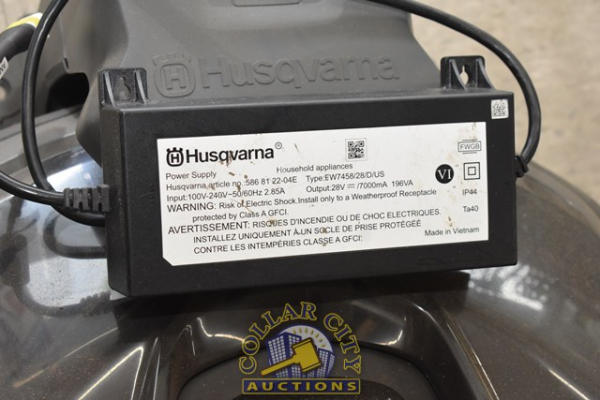 Husqvarna
Husqvarna®
Power Supply Household appliances
Husqvarna article no.:586 81 22-04E Type:EW7458/28/D/US
Input:100V-240V~50/60Hz 2.85A Output:28V 7000mA 196VA
WARNING: Risk of Electric Shock.Install only to a Weatherproof Receptacle
protected by Class A GFCI.
AVERTISSEMENT: RISQUES D'INCENDIE OU DE CHOC ELECTRIQUES.
INSTALLEZ UNIQUEMENT À-UN SOCLE DE PRISE PROTÉGÉE
CONTRE LES INTEMPÉRIES CLASSE A GFCI:
FWGB
VI
IP44
Ta40
Made in Vietnam
COLLAR CITY
AUCTIONS